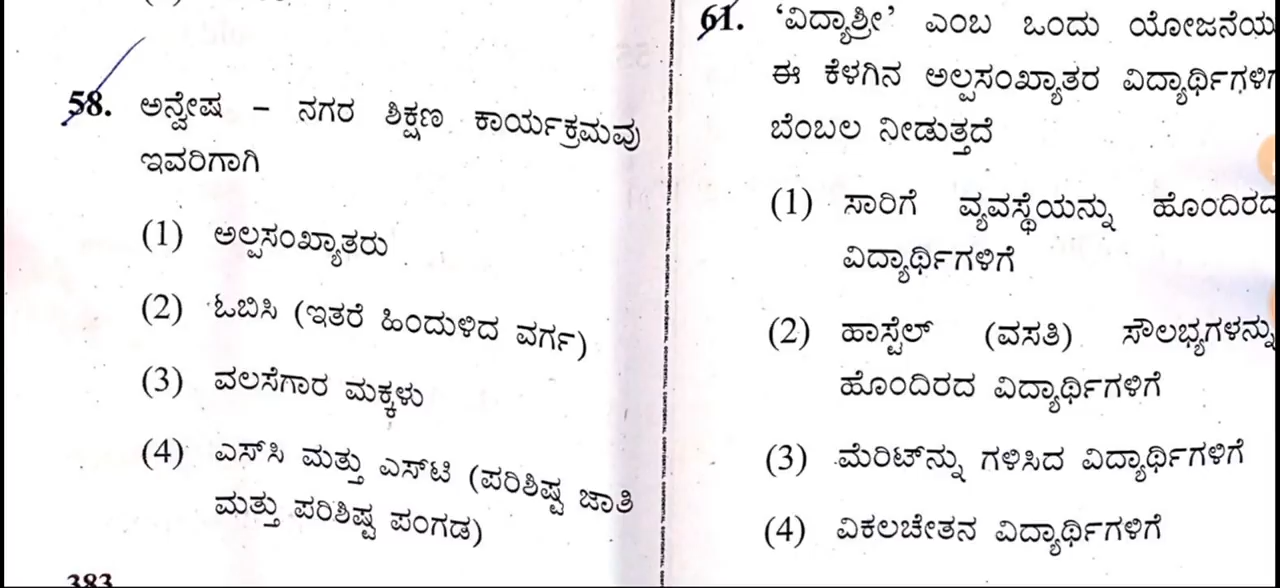 58. ಅನ್ವೇಷ – ನಗರ ಶಿಕ್ಷಣ ಕಾರ್ಯಕ್ರಮವು
ಇವರಿಗಾಗಿ
(1) ಅಲ್ಪಸಂಖ್ಯಾತರು
(2) ಓಬಿಸಿ (ಇತರೆ ಹಿಂದುಳಿದ ವರ್ಗ)
(3) ವಲಸೆಗಾರ ಮಕ್ಕಳು
(4) ಎಸ್‌ಸಿ ಮತ್ತು ಎಸ್‌ಟಿ (ಪರಿಶಿಷ್ಟ ಜಾತಿ
ಮತ್ತು ಪರಿಶಿಷ್ಟ ಪಂಗಡ)
383
61. ‘ವಿದ್ಯಾಶ್ರೀ’ ಎಂಬ ಒಂದು ಯೋಜನೆಯ
ಈ ಕೆಳಗಿನ ಅಲ್ಪಸಂಖ್ಯಾತರ ವಿದ್ಯಾರ್ಥಿಗಳಿಗ
ಬೆಂಬಲ ನೀಡುತ್ತದೆ
(1) ಸಾರಿಗೆ ವ್ಯವಸ್ಥೆಯನ್ನು ಹೊಂದಿರದ
ವಿದ್ಯಾರ್ಥಿಗಳಿಗೆ
(2) ಹಾಸ್ಟೆಲ್ (ವಸತಿ) ಸೌಲಭ್ಯಗಳನ್ನು
ಹೊಂದಿರದ ವಿದ್ಯಾರ್ಥಿಗಳಿಗೆ
(3) ಮೆರಿಟ್‌ನ್ನು ಗಳಿಸಿದ ವಿದ್ಯಾರ್ಥಿಗಳಿಗೆ
(4) ವಿಕಲಚೇತನ ವಿದ್ಯಾರ್ಥಿಗಳಿಗೆ